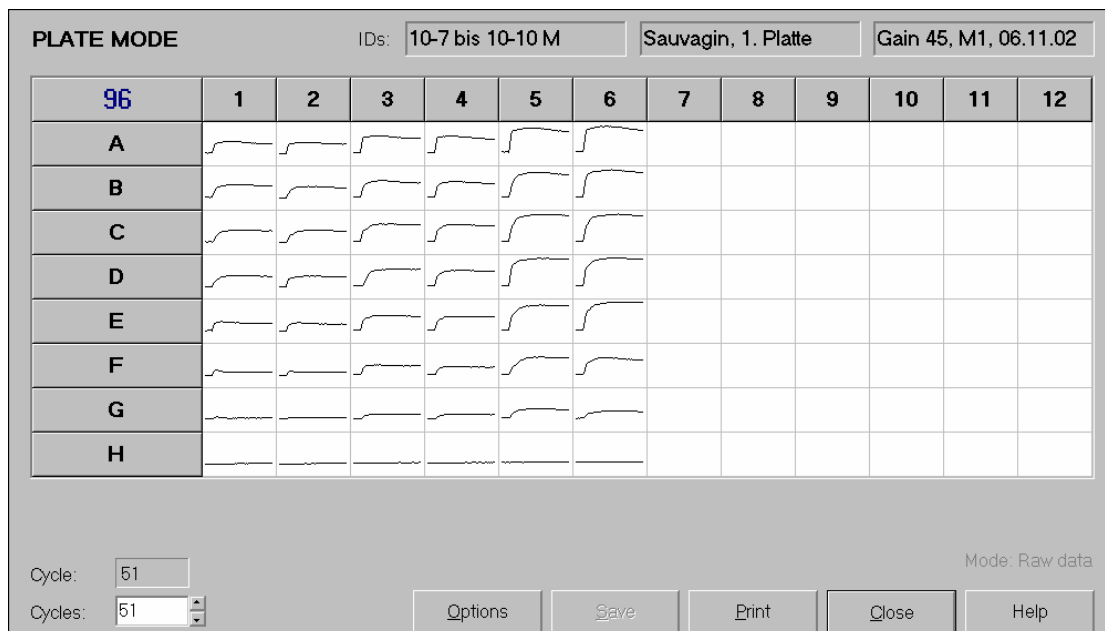 PLATE MODE IDs: 10-7 bis 10-10 M Sauvagin, 1. Platte Gain 45, M1, 06.11.02
96 1 2 3 4 5 6 7 8 9 10 11 12
A
B
C
D
E
F
G
H
Mode: Raw data
Cycle: 51
Cycles: 51 Options Save Print Close Help